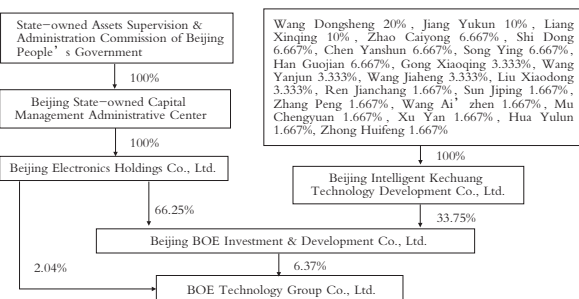 State-owned Assets Supervision &
Administration Commission of Beijing
People’s Government
100%
Beijing State-owned Capital
Management Administrative Center
100%
Beijing Electronics Holdings Co., Ltd.
Wang Dongsheng 20%, Jiang Yukun 10%, Liang
Xinqing 10%, Zhao Caiyong 6.667%, Shi Dong
6.667%, Chen Yanshun 6.667%, Song Ying 6.667%,
Han Guojian 6.667%, Gong Xiaoqing 3.333%, Wang
Yanjun 3.333%, Wang Jiaheng 3.333%, Liu Xiaodong
3.333%, Ren Jianchang 1.667%, Sun Jiping 1.667%,
Zhang Peng 1.667%, Wang Ai’zhen 1.667%, Mu
Chengyuan 1.667%, Xu Yan 1.667%, Hua Yulun
1.667%, Zhong Huifeng 1.667%
100%
Beijing Intelligent Kechuang
Technology Development Co., Ltd.
66.25%
33.75%
Beijing BOE Investment & Development Co., Ltd.
2.04%
6.37%
BOE Technology Group Co., Ltd.